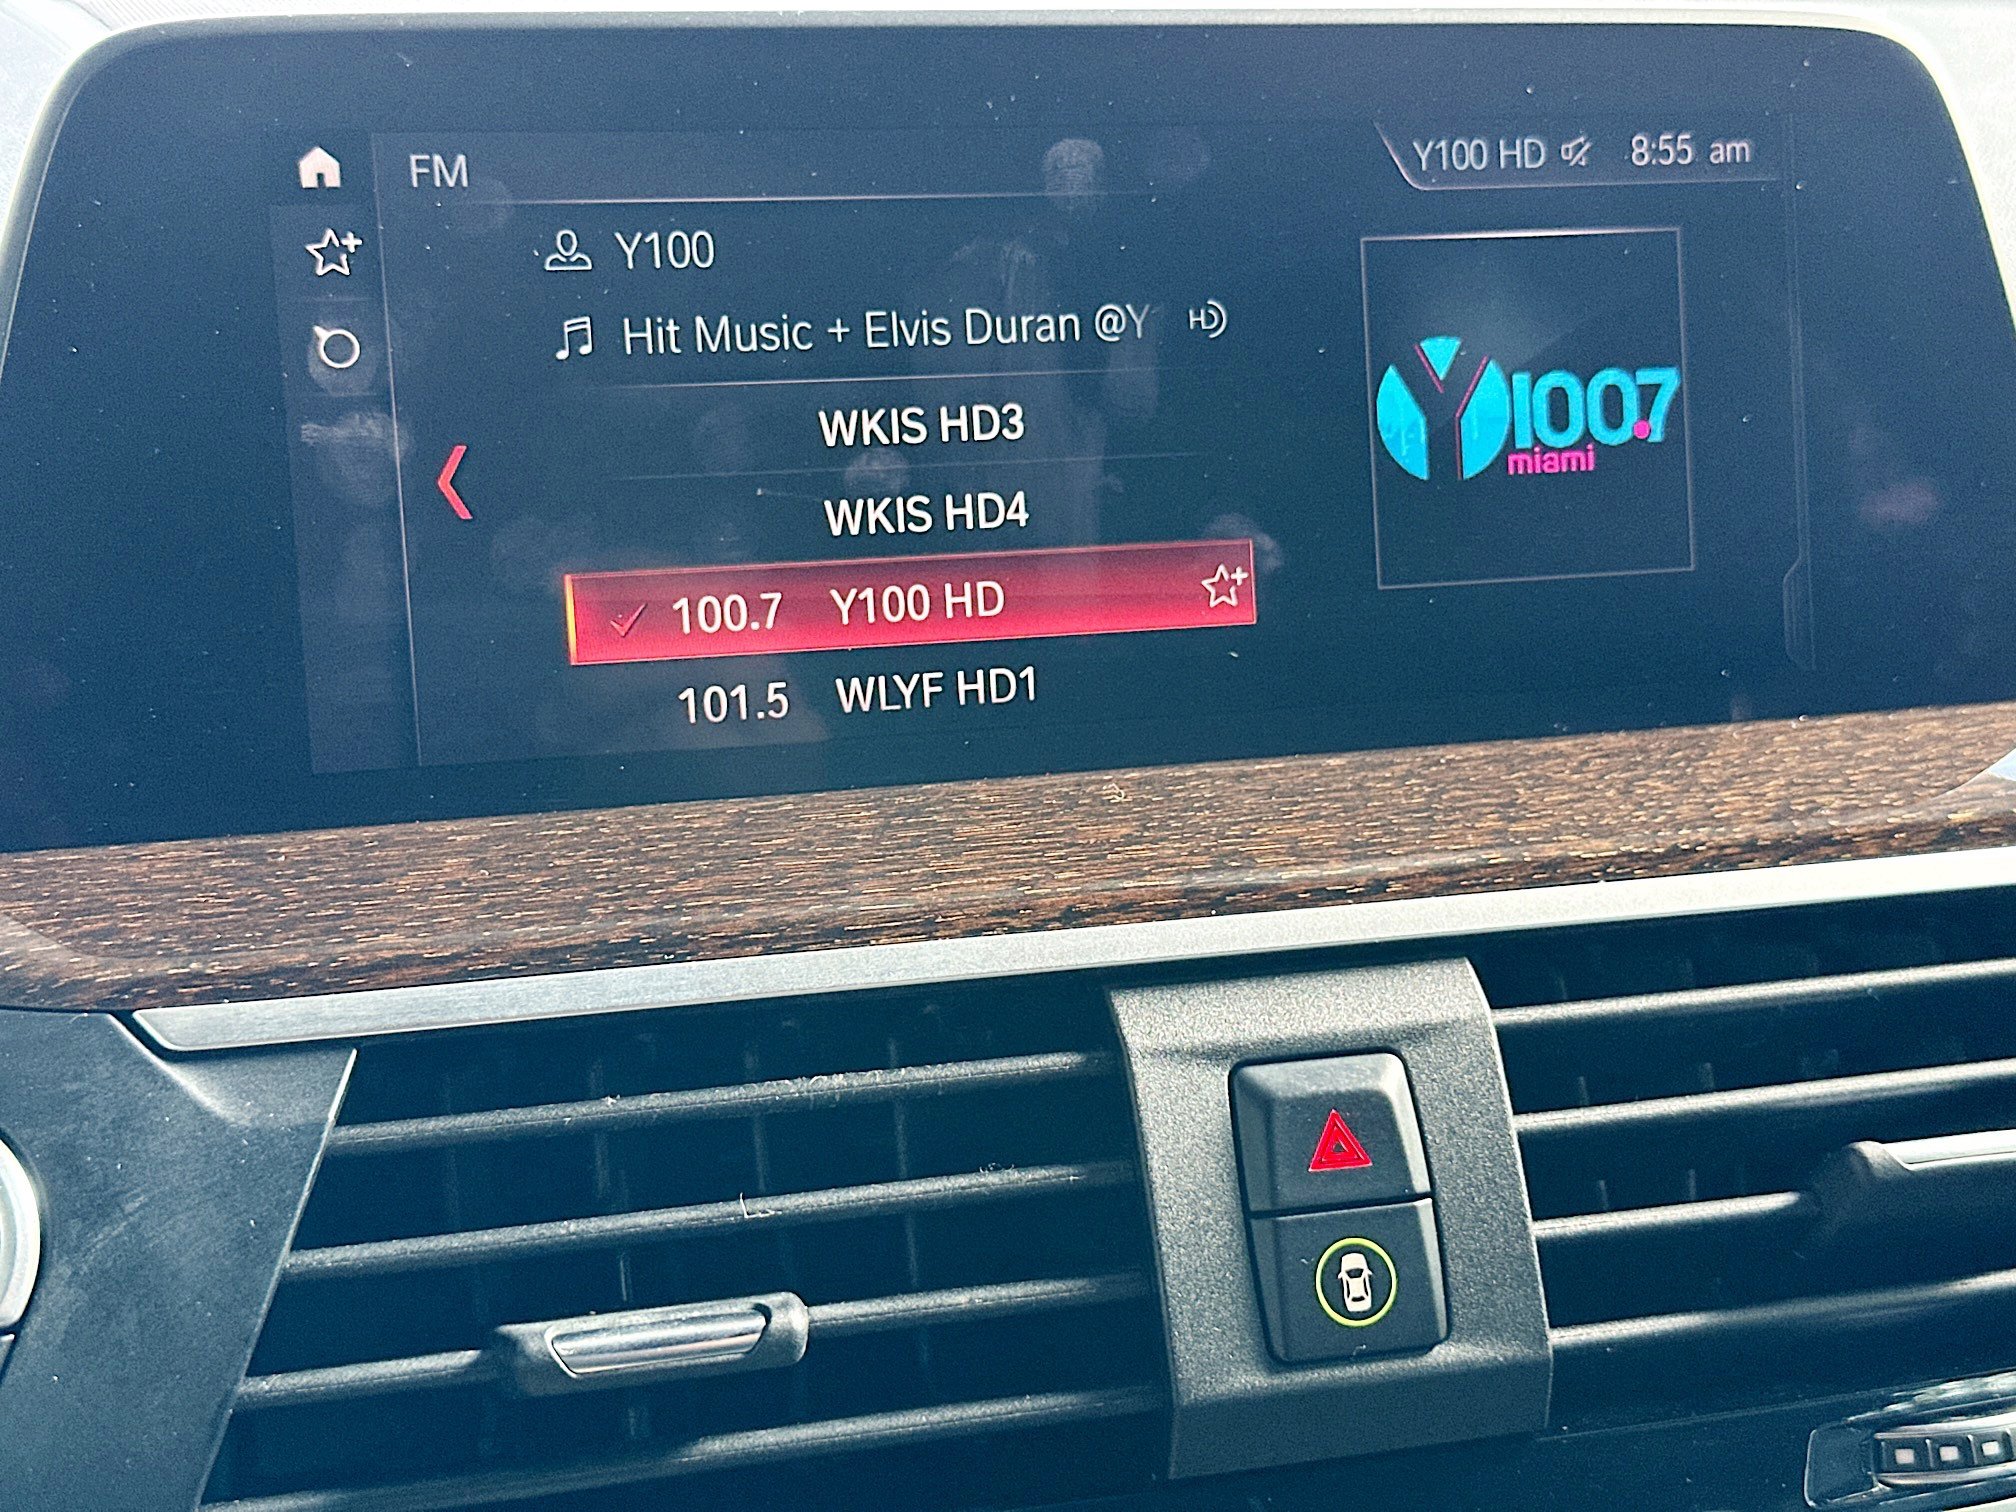 FM
Y100 HD 8:55 am
Y100
Hit Music + Elvis Duran @Y
HD
WKIS HD3
WKIS HD4
100.7 Y100 HD
101.5 WLYF HD1
Y100.7
miami